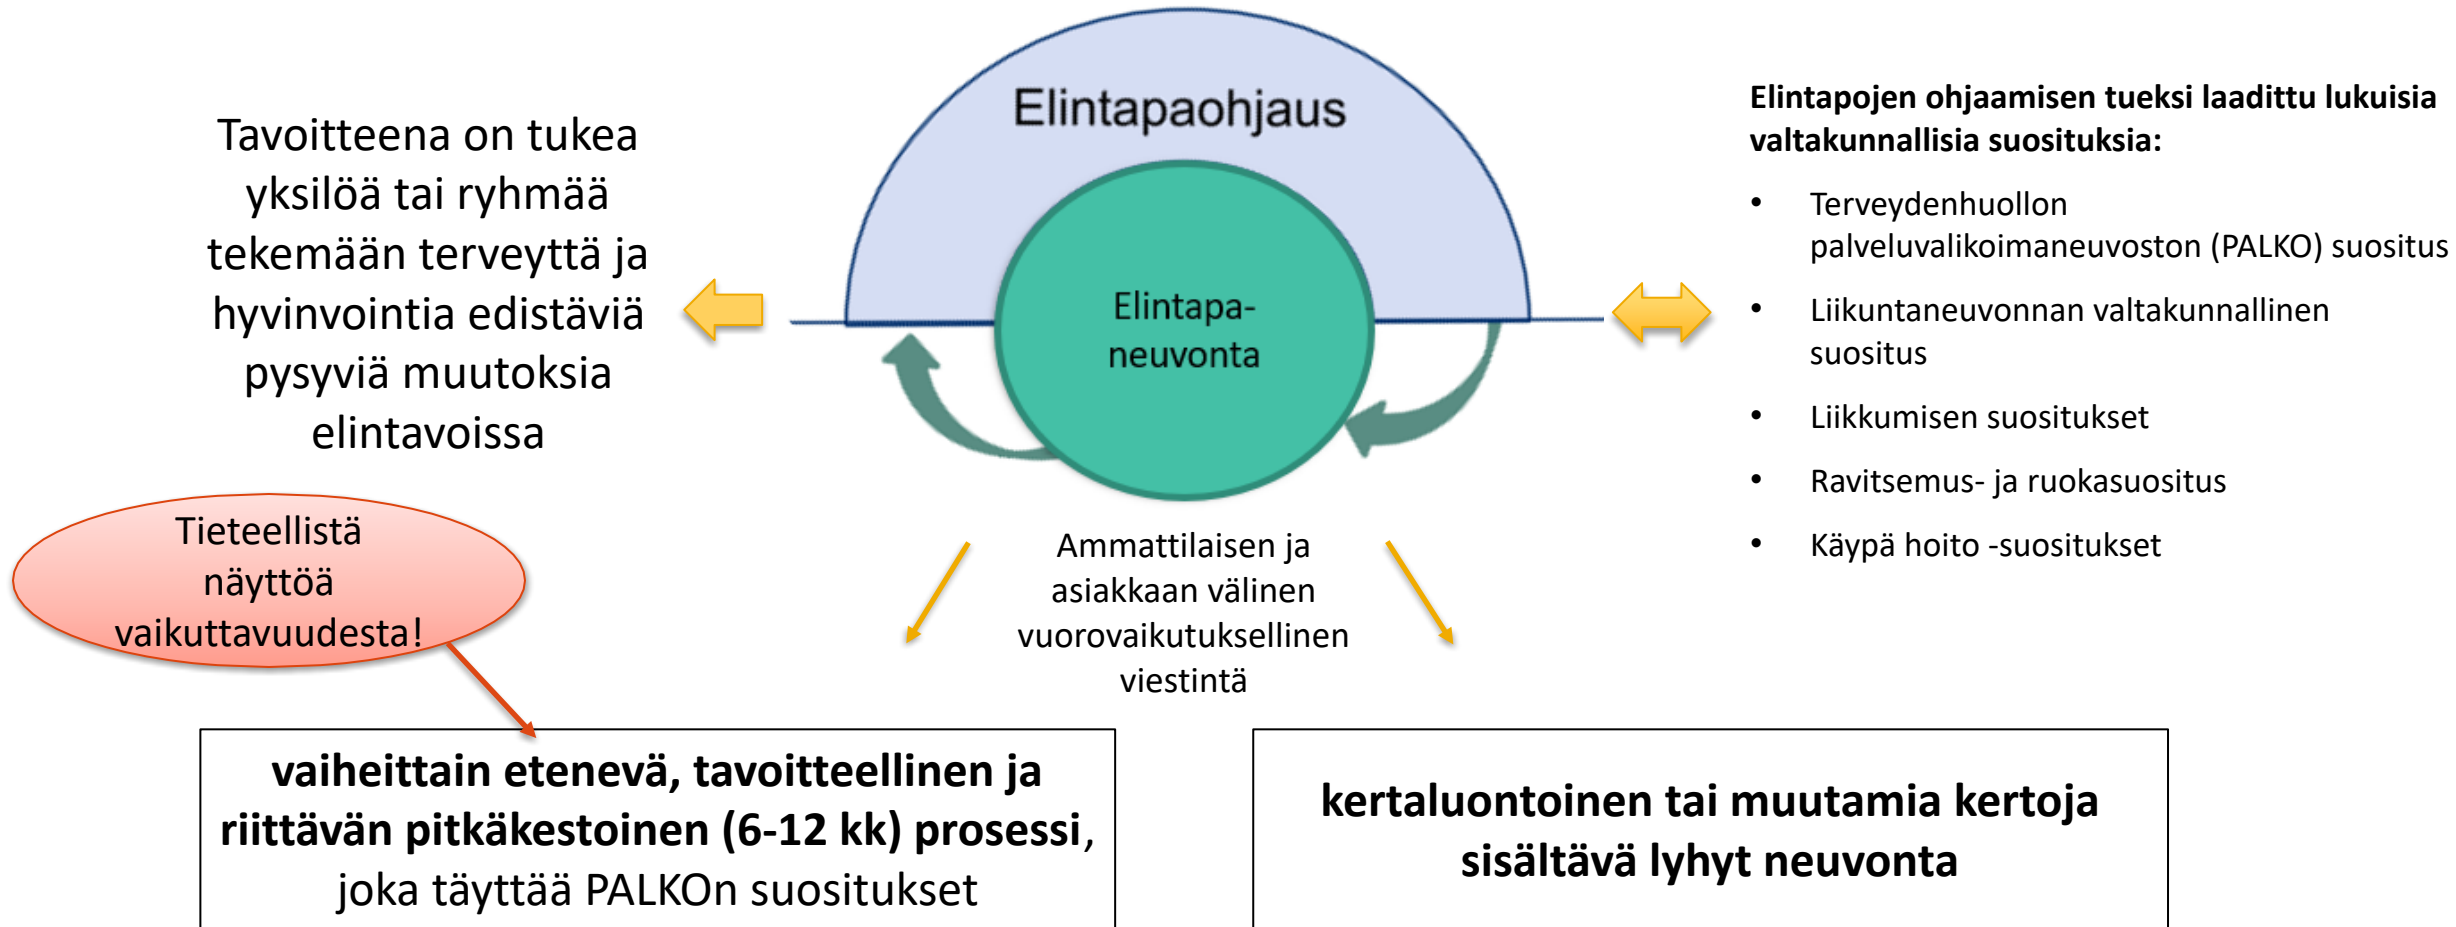 Elintapaohjaus
Elintapa-
neuvonta
Tavoitteena on tukea
yksilöä tai ryhmää
tekemään terveyttä ja
hyvinvointia edistäviä
pysyviä muutoksia
elintavoissa
Elintapojen ohjaamisen tueksi laadittu lukuisia
valtakunnallisia suosituksia:
• Terveydenhuollon
palveluvalikoimaneuvoston (PALKO) suositus
• Liikuntaneuvonnan valtakunnallinen
suositus
• Liikkumisen suositukset
• Ravitsemus- ja ruokasuositus
• Käypä hoito -suositukset
Tieteellistä
näyttöä
vaikuttavuudesta!
Ammattilaisen ja
asiakkaan välinen
vuorovaikutuksellinen
viestintä
vaiheittain etenevä, tavoitteellinen ja
riittävän pitkäkestoinen (6-12 kk) prosessi,
joka täyttää PALKOn suositukset
kertaluontoinen tai muutamia kertoja
sisältävä lyhyt neuvonta